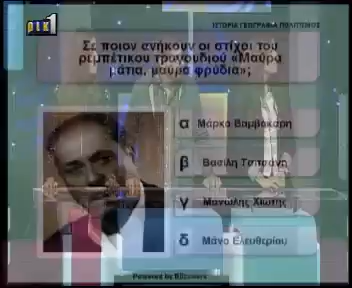 ρικ1
ΙΣΤΟΡΙΑ ΓΕΩΓΡΑΦΙΑ ΠΟΛΙΤΙΣΜΟΣ
Σε ποιον ανήκουν οι στίχοι του
ρεμπέτικου τραγουδιού «Μαύρα
μάτια, μαύρα φρύδια»;
α Μάρκο Βαμβακάρη
β Βασίλη Τσιτσάνη
γ Μανώλης Χιώτης
δ Μάνο Ελευθερίου
Powered by